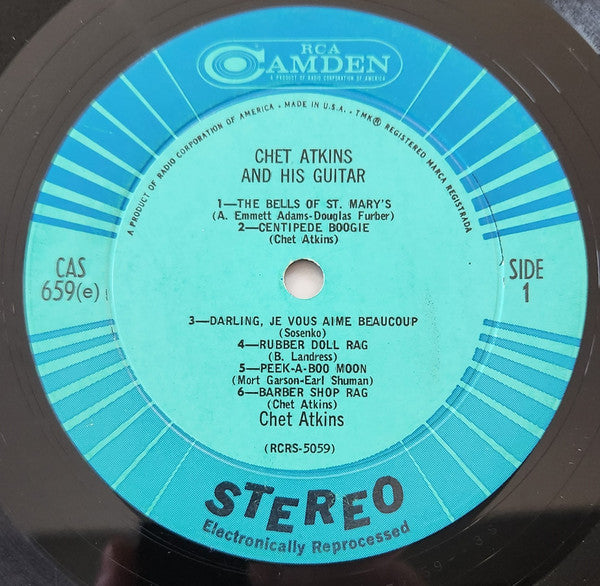 RCA
CAMDEN
A PRODUCT OF RADIO CORPORATION OF AMERICA
A PRODUCT OF RADIO CORPORATION OF AMERICA • MADE IN U.S.A. • TMK® REGISTERED MARCA REGISTRADA
CHET ATKINS
AND HIS GUITAR
1—THE BELLS OF ST. MARY'S
(A. Emmett Adams-Douglas Furber)
2—CENTIPEDE BOOGIE
(Chet Atkins)
CAS
659(e)
SIDE
1
3—DARLING, JE VOUS AIME BEAUCOUP
(Sosenko)
4—RUBBER DOLL RAG
(B. Landress)
5—PEEK-A-BOO MOON
(Mort Garson-Earl Shuman)
6—BARBER SHOP RAG
(Chet Atkins)
Chet Atkins
(RCRS-5059)
STEREO
Electronically Reprocessed